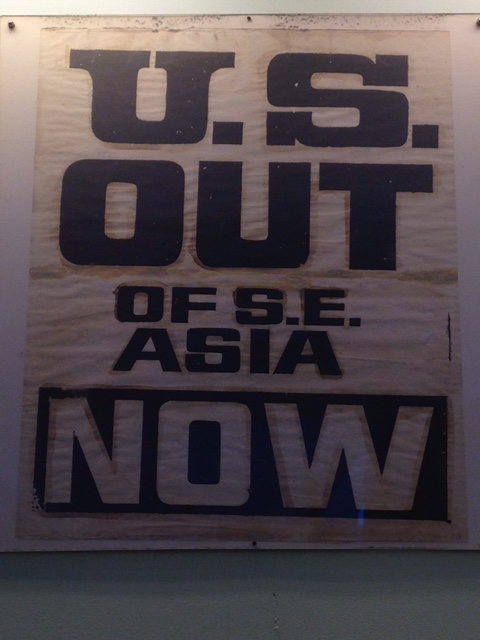 U.S.
OUT
OF S.E.
ASIA
NOW